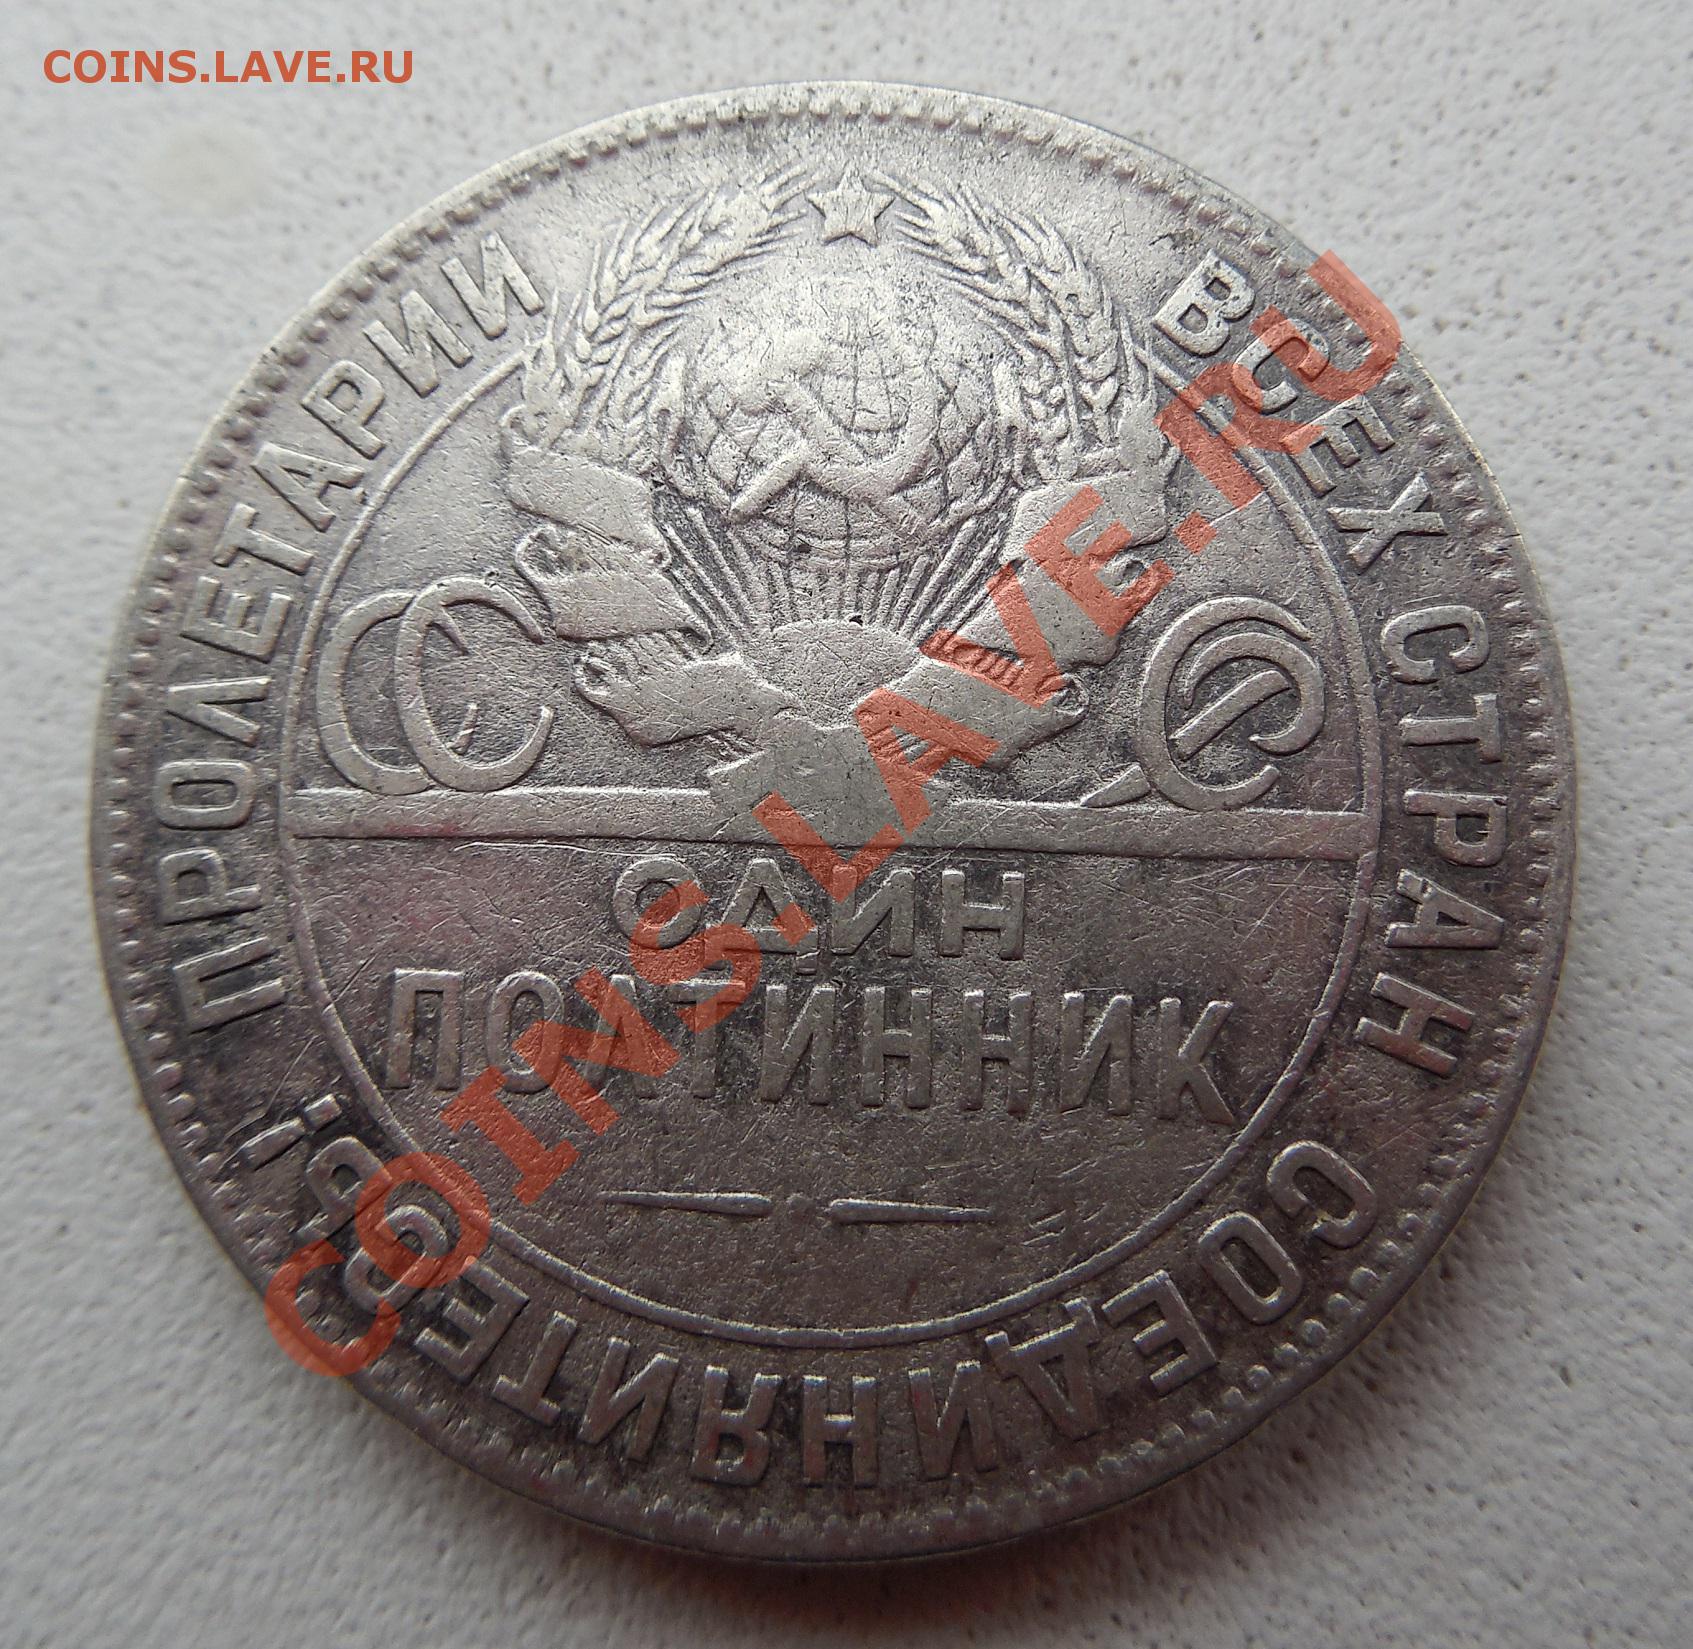 COINS.LAVE.RU
ПРОЛЕТАРИИ ВСЕХ СТРАН СОЕДИНЯЙТЕСЬ!
СССР
ОДИН
ПОЛТИННИК
COINS.LAVE.RU